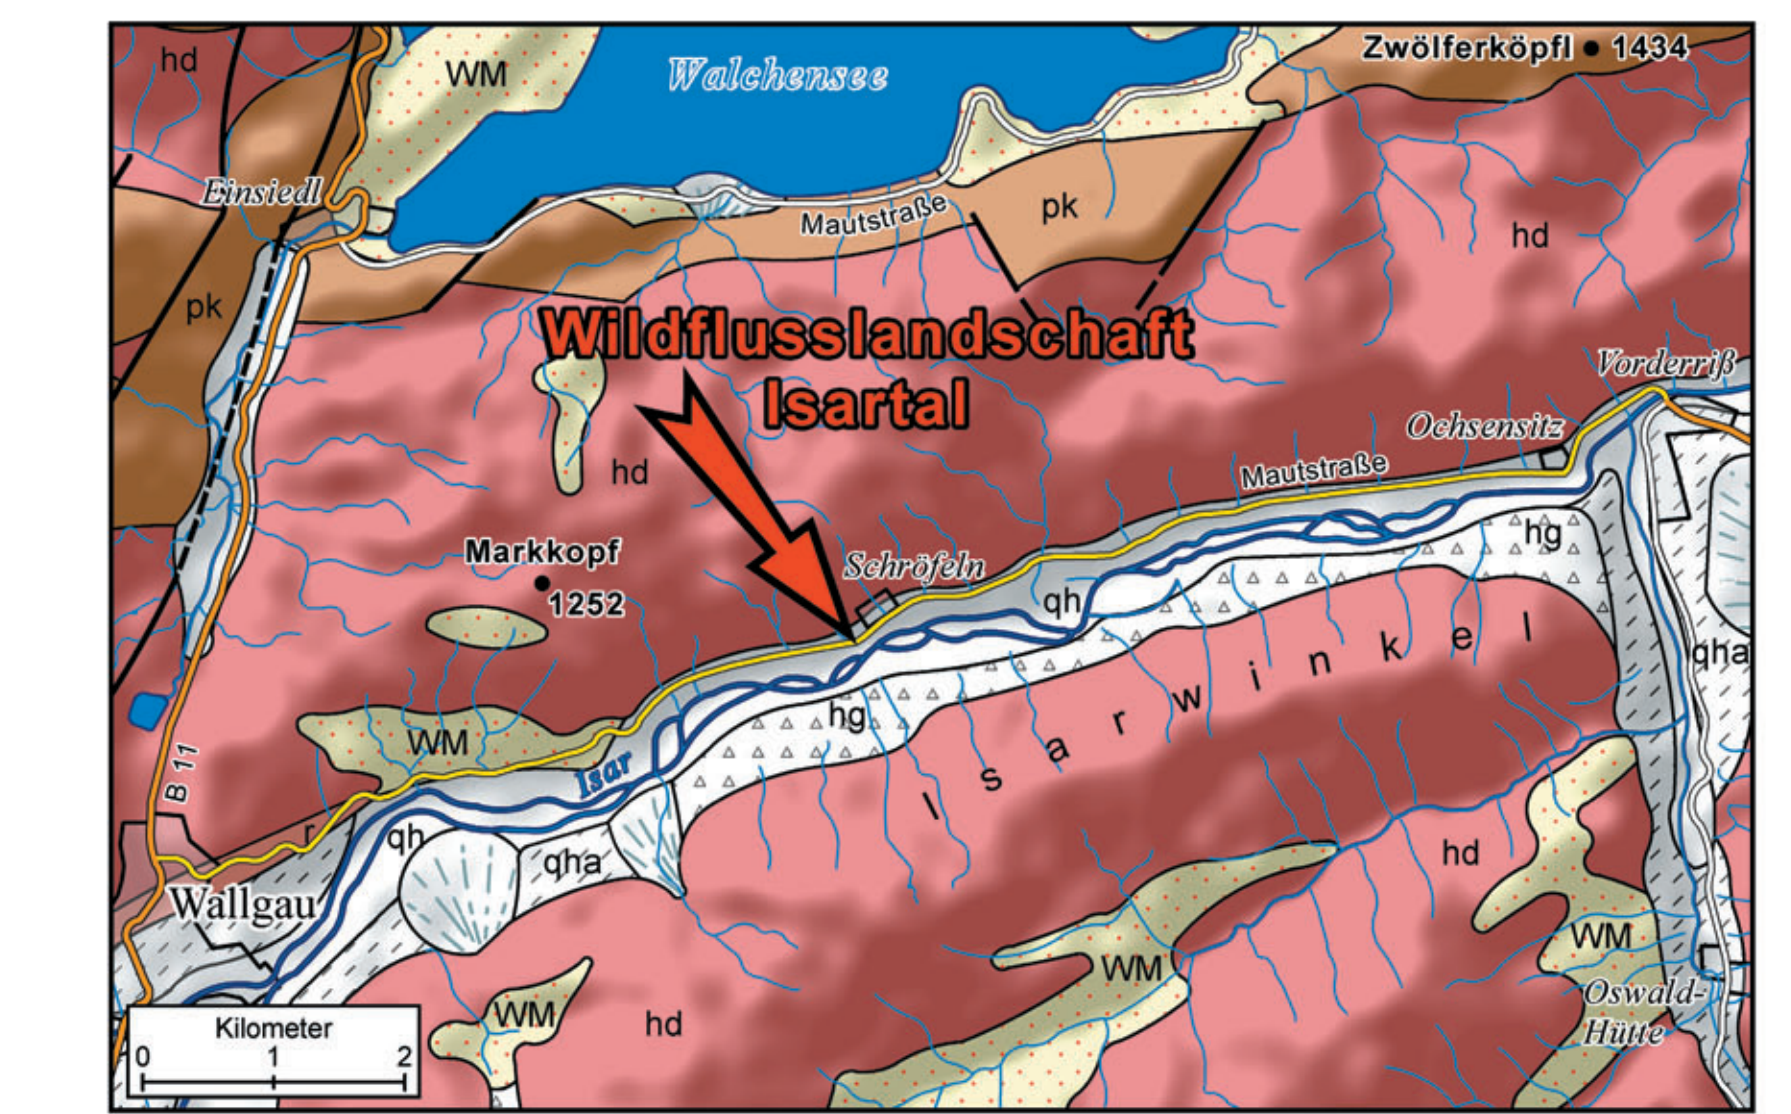 hd
WM
Walchensee
Zwölferköpfl • 1434
Einsiedl
Mautstraße
pk
hd
pk
Wildflusslandschaft
Isartal
Vorderriß
Ochsensitz
Mautstraße
hd
hg
Markkopf
1252
Schröfeln
qh
Isarwinkel
qha
hg
WM
Isar
B 11
r
qh
qha
hd
Wallgau
WM
WM
WM
hd
Oswald-
Hütte
Kilometer
0 1 2